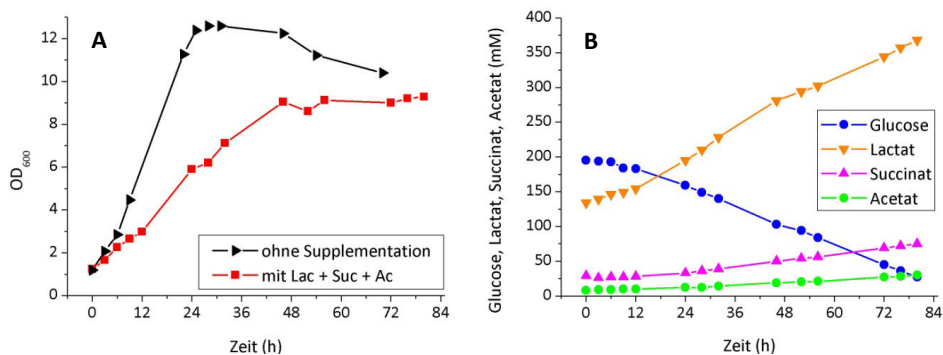 A
12
10
8
6
4
2
0
OD600
0 12 24 36 48 60 72 84
Zeit (h)
ohne Supplementation
mit Lac + Suc + Ac
B
400
350
300
250
200
150
100
50
0
Glucose, Lactat, Succinat, Acetat (mM)
0 12 24 36 48 60 72 84
Zeit (h)
Glucose
Lactat
Succinat
Acetat